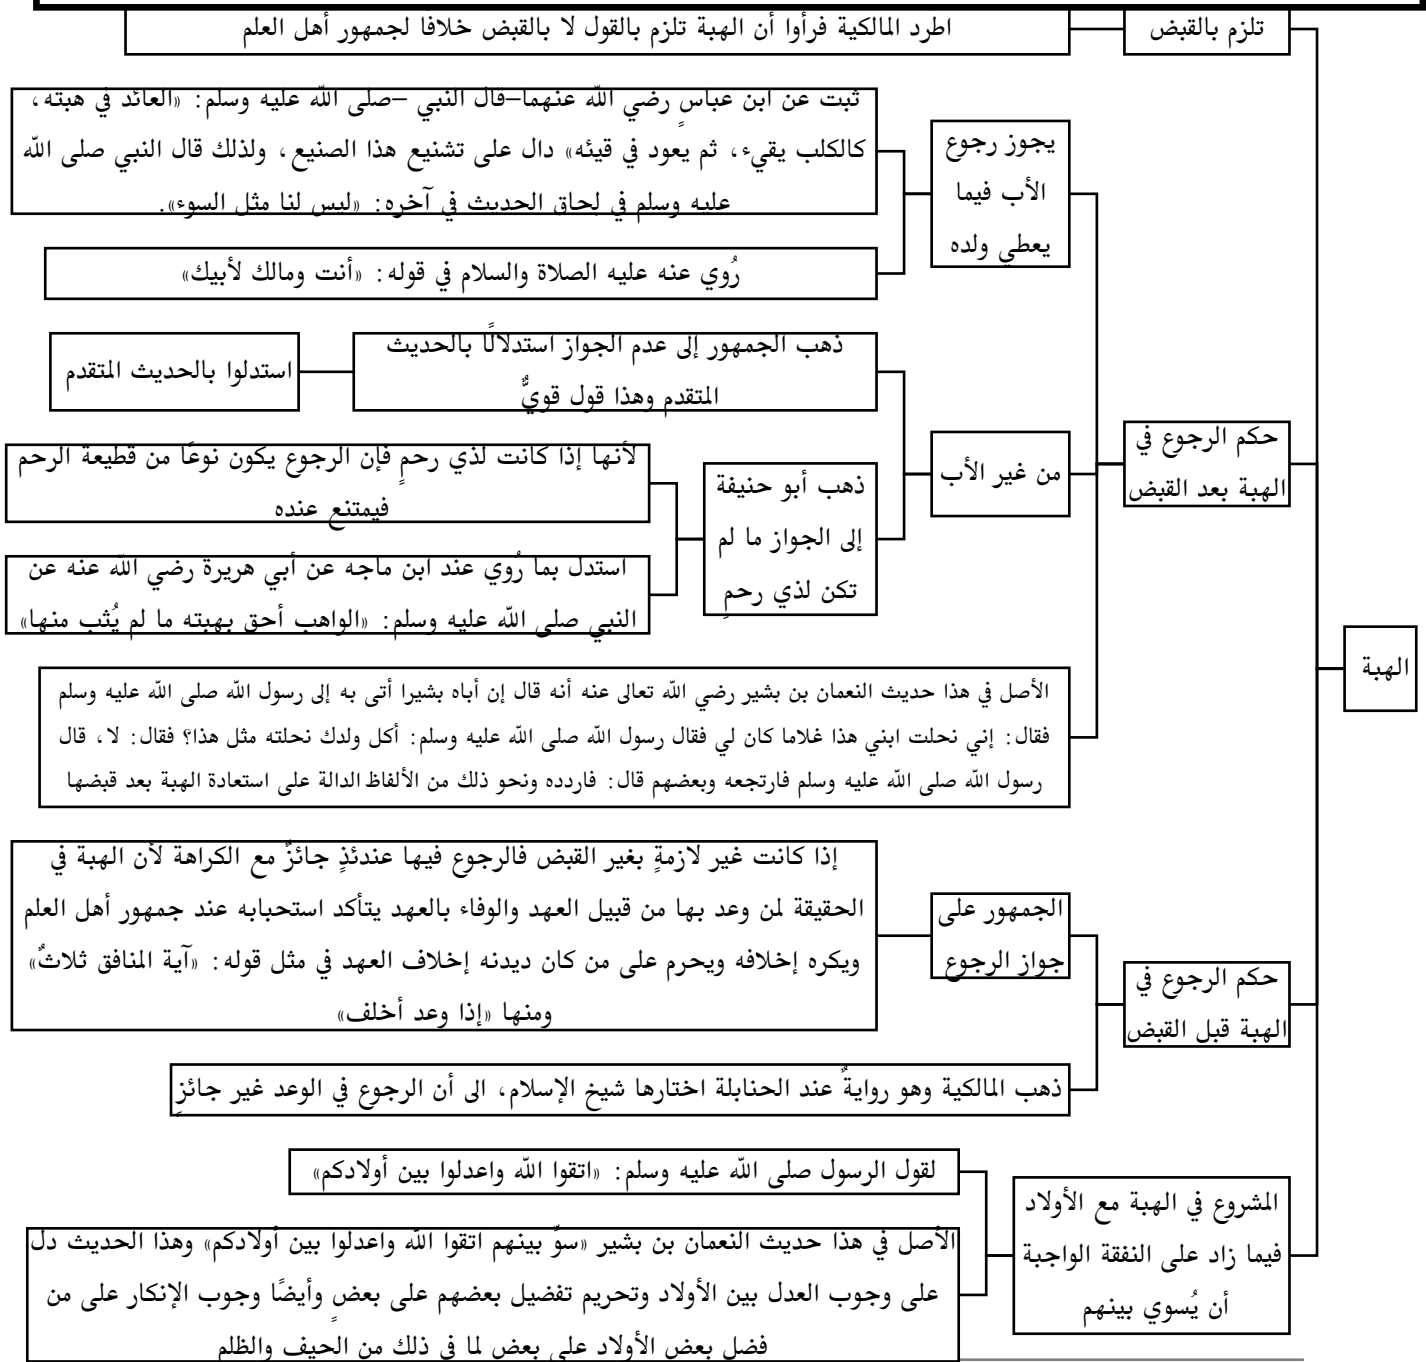 الهبة
تلزم بالقبض
اطرد المالكية فرأوا أن الهبة تلزم بالقول لا بالقبض خلافًا لجمهور أهل العلم
حكم الرجوع في
الهبة بعد القبض
يجوز رجوع
الأب فيما
يعطي ولده
ثبت عن ابن عباسٍ رضي الله عنهما–قال النبي –صلى الله عليه وسلم: «العائد في هبته،
كالكلب يقيء، ثم يعود في قيئه» دال على تشنيع هذا الصنيع، ولذلك قال النبي صلى الله
عليه وسلم في لحاق الحديث في آخره: «ليس لنا مثل السوء».
رُوي عنه عليه الصلاة والسلام في قوله: «أنت ومالك لأبيك»
من غير الأب
ذهب الجمهور إلى عدم الجواز استدلالًا بالحديث
المتقدم وهذا قول قويٌّ
استدلوا بالحديث المتقدم
ذهب أبو حنيفة
إلى الجواز ما لم
تكن لذي رحمٍ
لأنها إذا كانت لذي رحمٍ فإن الرجوع يكون نوعًا من قطيعة الرحم
فيمتنع عنده
استدل بما رُوي عند ابن ماجه عن أبي هريرة رضي الله عنه عن
النبي صلى الله عليه وسلم: «الواهب أحق بهبته ما لم يُثب منها»
الأصل في هذا حديث النعمان بن بشير رضي الله تعالى عنه أنه قال إن أباه بشيرا أتى به إلى رسول الله صلى الله عليه وسلم
فقال: إني نحلت ابني هذا غلاما كان لي فقال رسول الله صلى الله عليه وسلم: أكل ولدك نحلته مثل هذا؟ فقال: لا، قال
رسول الله صلى الله عليه وسلم فارتجعه وبعضهم قال: فاردده ونحو ذلك من الألفاظ الدالة على استعادة الهبة بعد قبضها
حكم الرجوع في
الهبة قبل القبض
الجمهور على
جواز الرجوع
إذا كانت غير لازمةٍ بغير القبض فالرجوع فيها عندئذٍ جائزٌ مع الكراهة لأن الهبة في
الحقيقة لمن وعد بها من قبيل العهد والوفاء بالعهد يتأكد استحبابه عند جمهور أهل العلم
ويكره إخلافه ويحرم على من كان ديدنه إخلاف العهد في مثل قوله: «آية المنافق ثلاثٌ»
ومنها «إذا وعد أخلف»
ذهب المالكية وهو روايةٌ عند الحنابلة اختارها شيخ الإسلام، الى أن الرجوع في الوعد غير جائزٍ
المشروع في الهبة مع الأولاد
فيما زاد على النفقة الواجبة
أن يُسوي بينهم
لقول الرسول صلى الله عليه وسلم: «اتقوا الله واعدلوا بين أولادكم»
الأصل في هذا حديث النعمان بن بشير «سوِّ بينهم اتقوا الله واعدلوا بين أولادكم» وهذا الحديث دل
على وجوب العدل بين الأولاد وتحريم تفضيل بعضهم على بعضٍ وأيضًا وجوب الإنكار على من
فضل بعض الأولاد على بعض لما في ذلك من الحيف والظلم